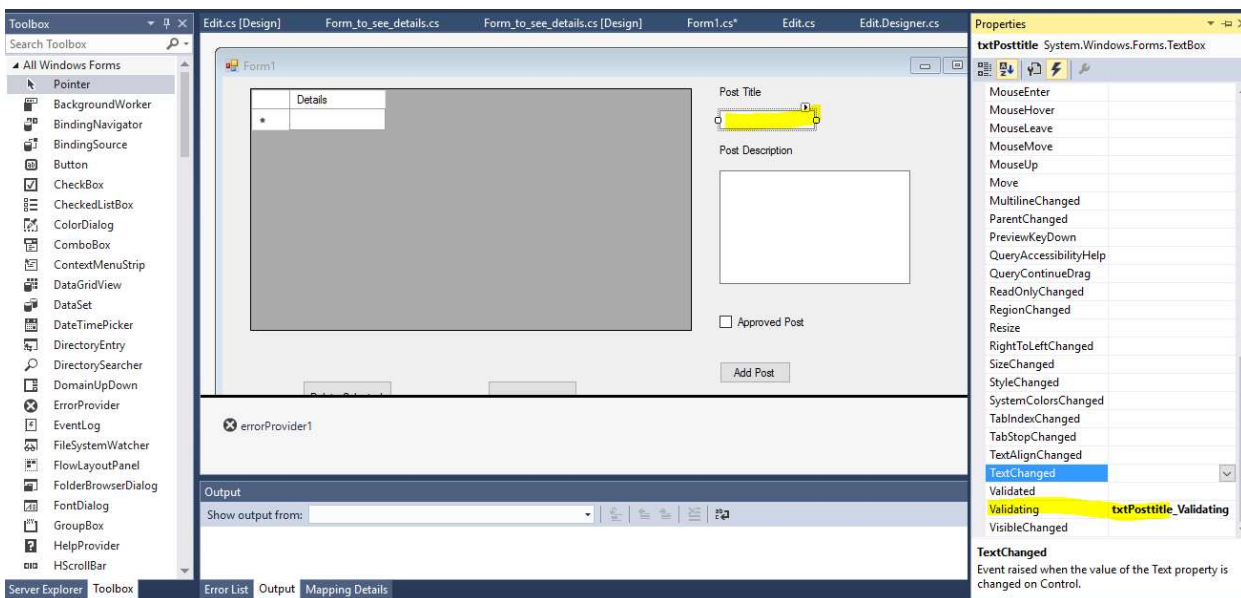 Toolbox
Search Toolbox
All Windows Forms
Pointer
BackgroundWorker
BindingNavigator
BindingSource
Button
CheckBox
CheckedListBox
ColorDialog
ComboBox
ContextMenuStrip
DataGridView
DataSet
DateTimePicker
DirectoryEntry
DirectorySearcher
DomainUpDown
ErrorProvider
EventLog
FileSystemWatcher
FlowLayoutPanel
FolderBrowserDialog
FontDialog
GroupBox
HelpProvider
HScrollBar
Server Explorer Toolbox
Edit.cs [Design] Form_to_see_details.cs Form_to_see_details.cs [Design] Form1.cs* Edit.cs Edit.Designer.cs
Form1
Details
Post Title
Post Description
Approved Post
Add Post
errorProvider1
Output
Show output from:
Error List Output Mapping Details
Properties
txtPosttitle System.Windows.Forms.TextBox
MouseEnter
MouseHover
MouseLeave
MouseMove
MouseUp
Move
MultilineChanged
ParentChanged
PreviewKeyDown
QueryAccessibilityHelp
QueryContinueDrag
ReadOnlyChanged
RegionChanged
Resize
RightToLeftChanged
SizeChanged
StyleChanged
SystemColorsChanged
TabIndexChanged
TabStopChanged
TextAlignChanged
TextChanged
Validated
Validating txtPosttitle_Validating
VisibleChanged
TextChanged
Event raised when the value of the Text property is
changed on Control.